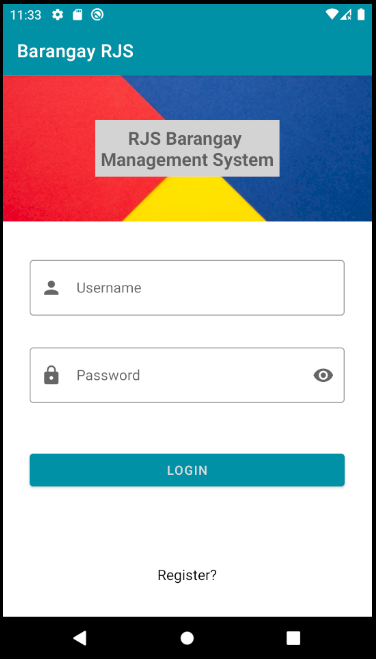 11:33
Barangay RJS
RJS Barangay
Management System
Username
Password
LOGIN
Register?